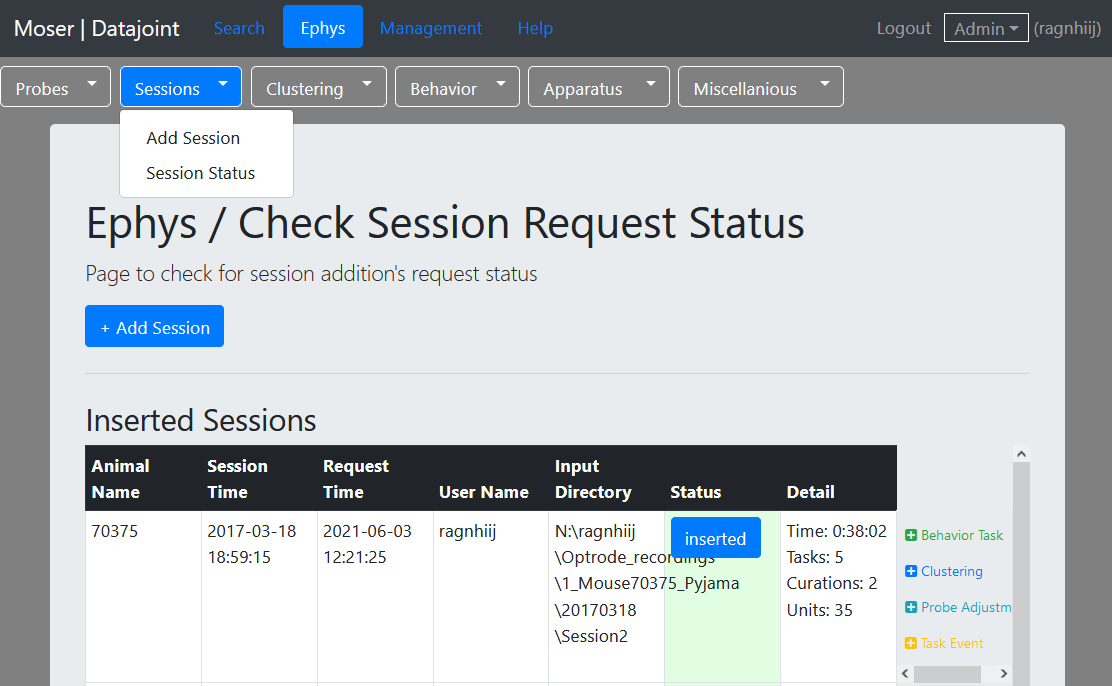 Moser | Datajoint Search Ephys Management Help Logout Admin (ragnhiij)
Probes Sessions Clustering Behavior Apparatus Miscellanious
Add Session
Session Status
Ephys / Check Session Request Status
Page to check for session addition's request status
+ Add Session
Inserted Sessions
Animal Name Session Time Request Time User Name Input Directory Status Detail
70375
2017-03-18
18:59:15
2021-06-03
12:21:25
ragnhiij
N:\ragnhiij
\Optrode_recordings
\1_Mouse70375_Pyjama
\20170318
\Session2
inserted
Time: 0:38:02
Tasks: 5
Curations: 2
Units: 35
Behavior Task
Clustering
Probe Adjustm
Task Event